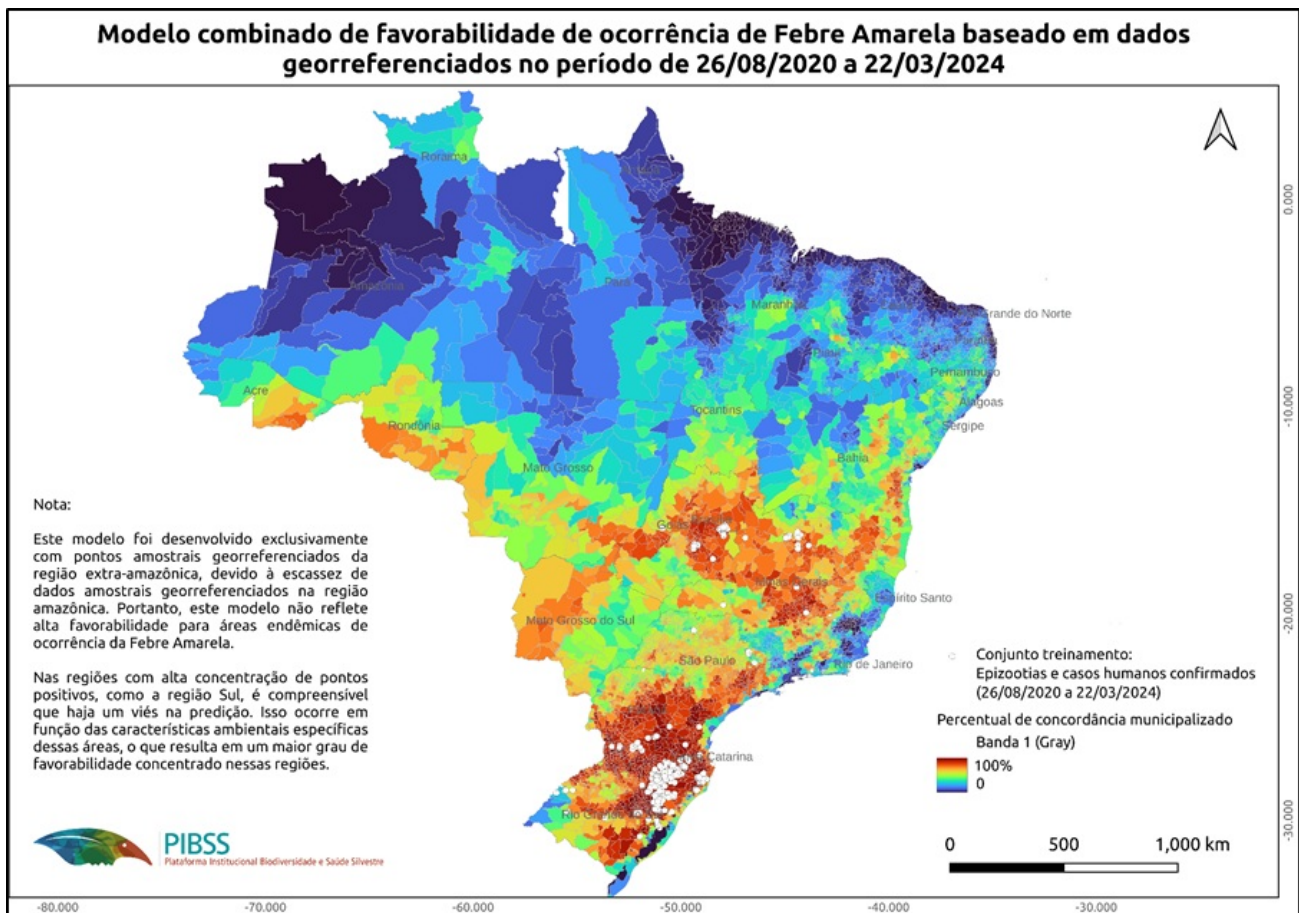 Modelo combinado de favorabilidade de ocorrência de Febre Amarela baseado em dados
georreferenciados no período de 26/08/2020 a 22/03/2024
Roraima
Amapá
0.000
Amazônia
Pará
Maranhão
Grande do Norte
Paraíba
Piauí
Pernambuco
Acre
Alagoas
-10.000
Tocantins
Rondônia
Sergipe
Bahia
Mato Grosso
Goiás
Minas Gerais
Espírito Santo
-20.000
Mato Grosso do Sul
São Paulo
Rio de Janeiro
Paraná
Catarina
Rio Grande
-30.000
Nota:
Este modelo foi desenvolvido exclusivamente
com pontos amostrais georreferenciados da
região extra-amazônica, devido à escassez de
dados amostrais georreferenciados na região
amazônica. Portanto, este modelo não reflete
alta favorabilidade para áreas endêmicas de
ocorrência da Febre Amarela.
Nas regiões com alta concentração de pontos
positivos, como a região Sul, é compreensível
que haja um viés na predição. Isso ocorre em
função das características ambientais específicas
dessas áreas, o que resulta em um maior grau de
favorabilidade concentrado nessas regiões.
Conjunto treinamento:
Epizootias e casos humanos confirmados
(26/08/2020 a 22/03/2024)
Percentual de concordância municipalizado
Banda 1 (Gray)
100%
0
PIBSS
Plataforma Institucional Biodiversidade e Saúde Silvestre
0 500 1,000 km
-80.000 -70.000 -60.000 -50.000 -40.000 -30.000